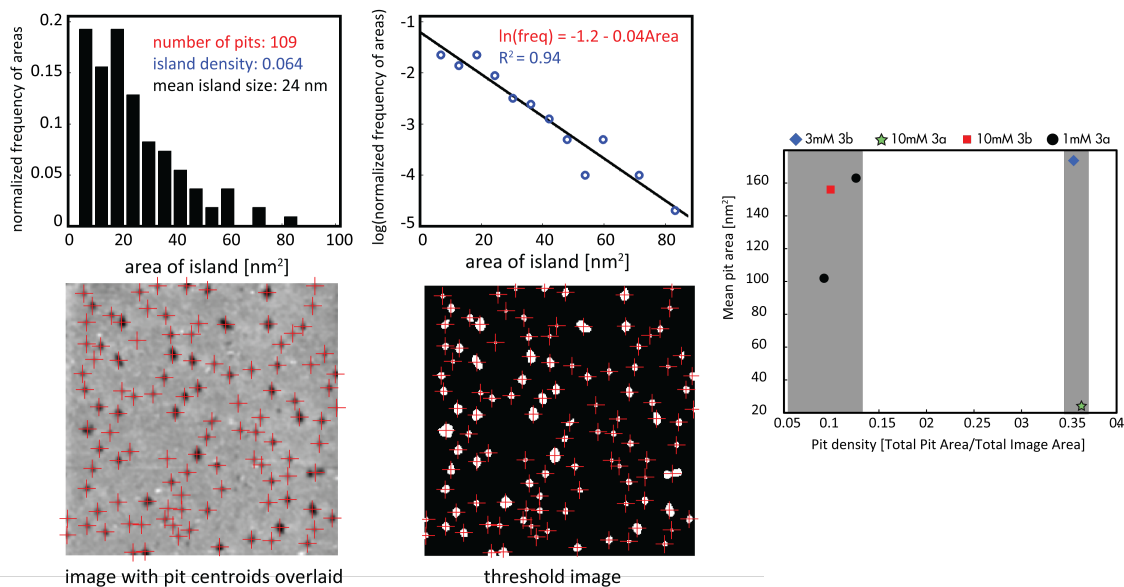 normalized frequency of areas
0.2
0.15
0.1
0.05
0
number of pits: 109
island density: 0.064
mean island size: 24 nm
0 20 40 60 80 100
area of island [nm²]
log(normalized frequency of areas)
-1
-2
-3
-4
-5
ln(freq) = -1.2 - 0.04Area
R² = 0.94
0 20 40 60 80
area of island [nm²]
image with pit centroids overlaid
threshold image
3mM 3b 10mM 3a 10mM 3b 1mM 3a
Mean pit area [nm²]
160
140
120
100
80
60
40
20
0.05 0.1 0.15 02 0.25 03 0.35 04
Pit density [Total Pit Area/Total Image Area]